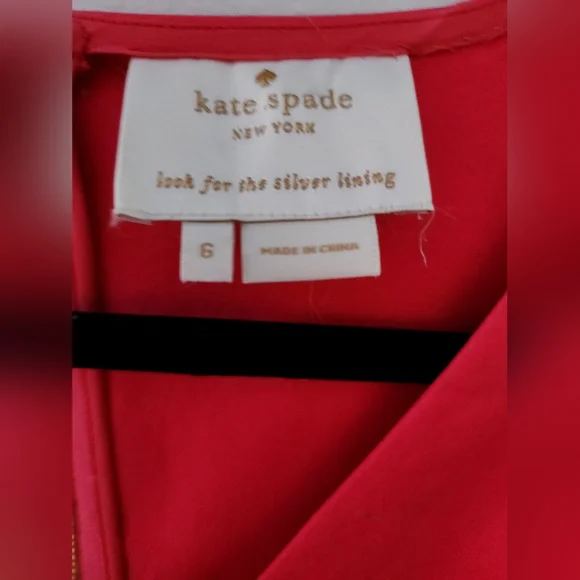 kate spade
NEW YORK
look for the silver lining
6
MADE IN CHINA